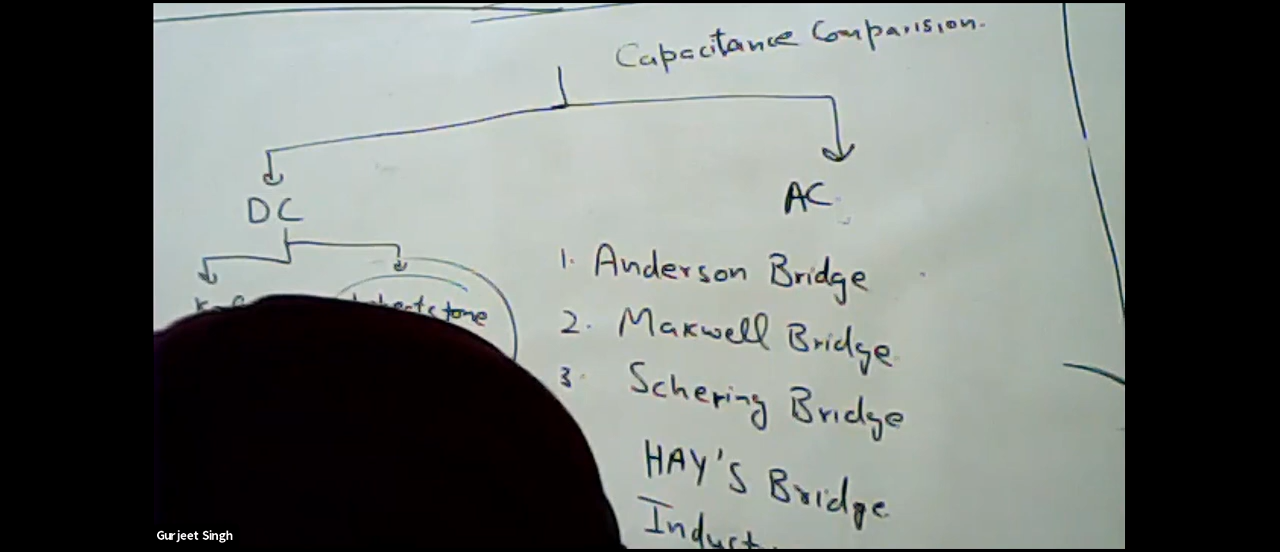 Capacitance Comparision.
DC
AC
1. Anderson Bridge
2. Maxwell Bridge
3. Schering Bridge
HAY'S Bridge
Gurjeet Singh